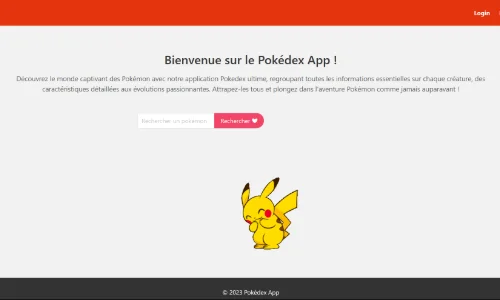 Login
Bienvenue sur le Pokédex App !
Découvrez le monde captivant des Pokémon avec notre application Pokedex ultime, regroupant toutes les informations essentielles sur chaque créature, des
caractéristiques détaillées aux évolutions passionnantes. Attrapez-les tous et plongez dans l'aventure Pokémon comme jamais auparavant !
Rechercher un pokemon
Rechercher
© 2023 Pokédex App